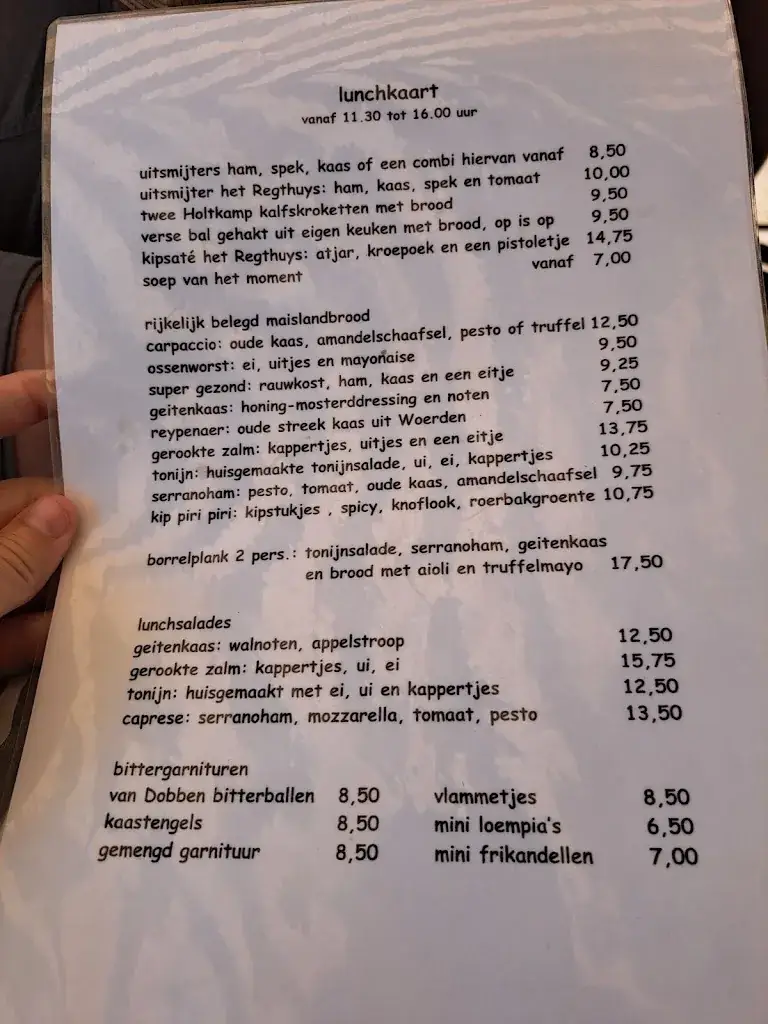 lunchkaart
vanaf 11.30 tot 16.00 uur
uitsmijters ham, spek, kaas of een combi hiervan vanaf 8,50
uitsmijter het Regthuys: ham, kaas, spek en tomaat 10,00
twee Holtkamp kalfskroketten met brood 9,50
verse bal gehakt uit eigen keuken met brood, op is op 9,50
kipsaté het Regthuys: atjar, kroepoek en een pistoletje 14,75
soep van het moment vanaf 7,00
rijkelijk belegd maislandbrood
carpaccio: oude kaas, amandelschaafsel, pesto of truffel 12,50
ossenworst: ei, uitjes en mayonaise 9,50
super gezond: rauwkost, ham, kaas en een eitje 9,25
geitenkaas: honing-mosterddressing en noten 7,50
reypenaer: oude streek kaas uit Woerden 7,50
gerookte zalm: kappertjes, uitjes en een eitje 13,75
tonijn: huisgemaakte tonijnsalade, ui, ei, kappertjes 10,25
serranoham: pesto, tomaat, oude kaas, amandelschaafsel 9,75
kip piri piri: kipstukjes , spicy, knoflook, roerbakgroente 10,75
borrelplank 2 pers.: tonijnsalade, serranoham, geitenkaas
en brood met aioli en truffelmayo 17,50
lunchsalades
geitenkaas: walnoten, appelstroop 12,50
gerookte zalm: kappertjes, ui, ei 15,75
tonijn: huisgemaakt met ei, ui en kappertjes 12,50
caprese: serranoham, mozzarella, tomaat, pesto 13,50
bittergarnituren
van Dobben bitterballen 8,50 vlammetjes 8,50
kaastengels 8,50 mini loempia's 6,50
gemengd garnituur 8,50 mini frikandellen 7,00